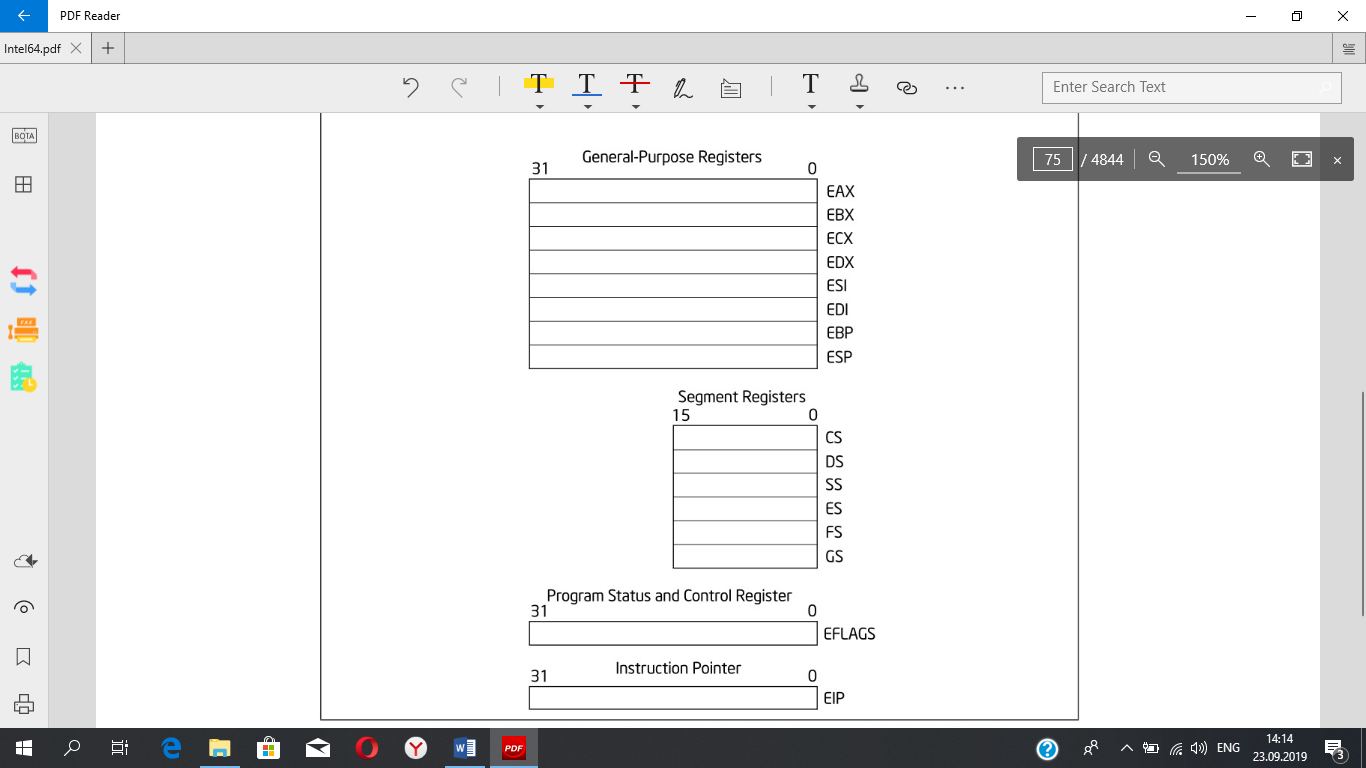 PDF Reader
Intel64.pdf
T T T T Enter Search Text
BOTA
75 / 4844 150%
General-Purpose Registers
31 0
EAX
EBX
ECX
EDX
ESI
EDI
EBP
ESP
Segment Registers
15 0
CS
DS
SS
ES
FS
GS
Program Status and Control Register
31 0
EFLAGS
Instruction Pointer
31 0
EIP
PDF
ENG
14:14
23.09.2019
3